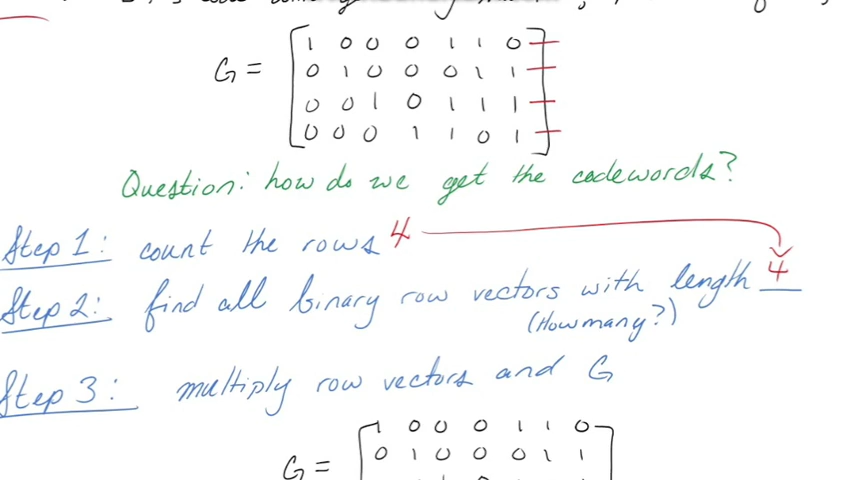 code
G = [ 1 0 0 0 1 1 0
0 1 0 0 0 1 1
0 0 1 0 1 1 1
0 0 0 1 1 0 1 ]
Question: how do we get the codewords?
Step 1: count the rows 4
Step 2: find all binary row vectors with length 4
(How many?)
Step 3: multiply row vectors and G
G = [ 1 0 0 0 1 1 0
0 1 0 0 0 1 1